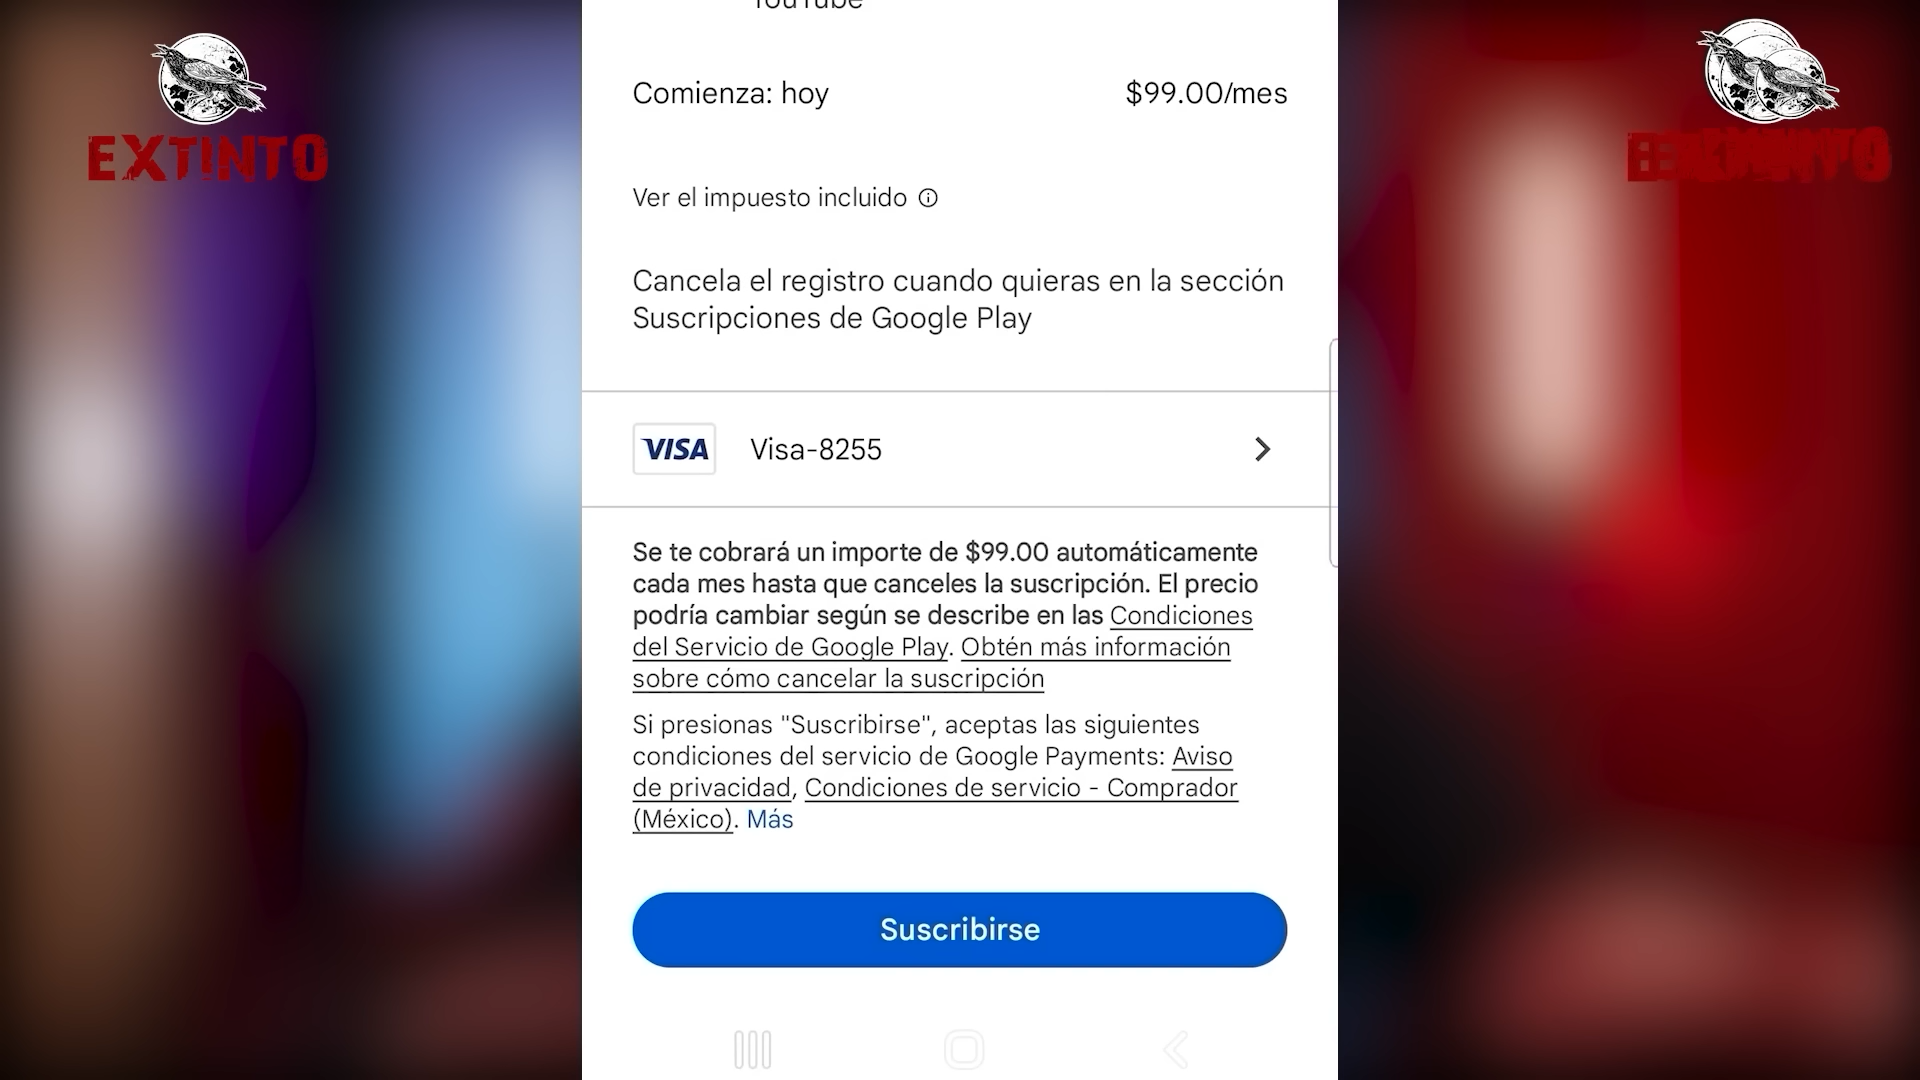 YouTube
EXTINTO
Comienza: hoy
$99.00/mes
Ver el impuesto incluido
Cancela el registro cuando quieras en la sección
Suscripciones de Google Play
VISA
Visa-8255
Se te cobrará un importe de $99.00 automáticamente
cada mes hasta que canceles la suscripción. El precio
podría cambiar según se describe en las Condiciones
del Servicio de Google Play. Obtén más información
sobre cómo cancelar la suscripción
Si presionas "Suscribirse", aceptas las siguientes
condiciones del servicio de Google Payments: Aviso
de privacidad, Condiciones de servicio - Comprador
(México). Más
Suscribirse